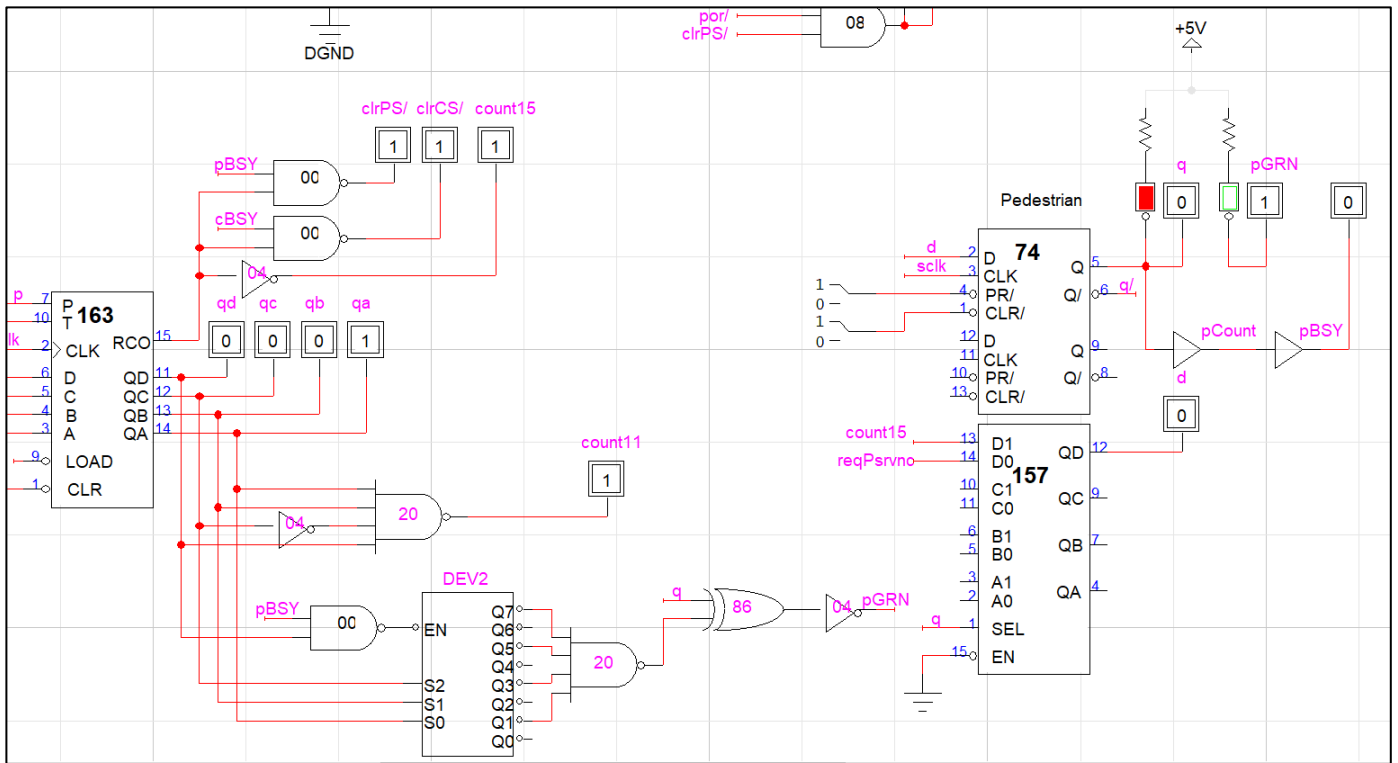 por/
clrPS/
08
+5V
DGND
clrPS/ clrCS/ count15
1 1 1
pBSY
00
cBSY
00
04
q pGRN
0 1 0
Pedestrian
d 2 D 74
sclk 3 CLK Q 5
1 4 PR/ Q/ 6 q/
0
1 1 CLR/
0
12 D
11 CLK Q 9
10 PR/ Q/ 8
13 CLR/
pCount pBSY
d
0
qd qc qb qa
0 0 0 1
p 7 P 163
10 T
RCO 15
lk 2 CLK
6 D QD 11
5 C QC 12
4 B QB 13
3 A QA 14
9 LOAD
1 CLR
count11
1
04
20
count15 13 D1 QD 12
reqPsrvno 14 D0 157
10 C1 QC 9
11 C0
6 B1 QB 7
5 B0
3 A1 QA 4
2 A0
q 1 SEL
15 EN
DEV2
pBSY
00
EN
Q7
Q6
Q5
Q4
S2 Q3
S1 Q2
S0 Q1
Q0
20
q
86
04
pGRN